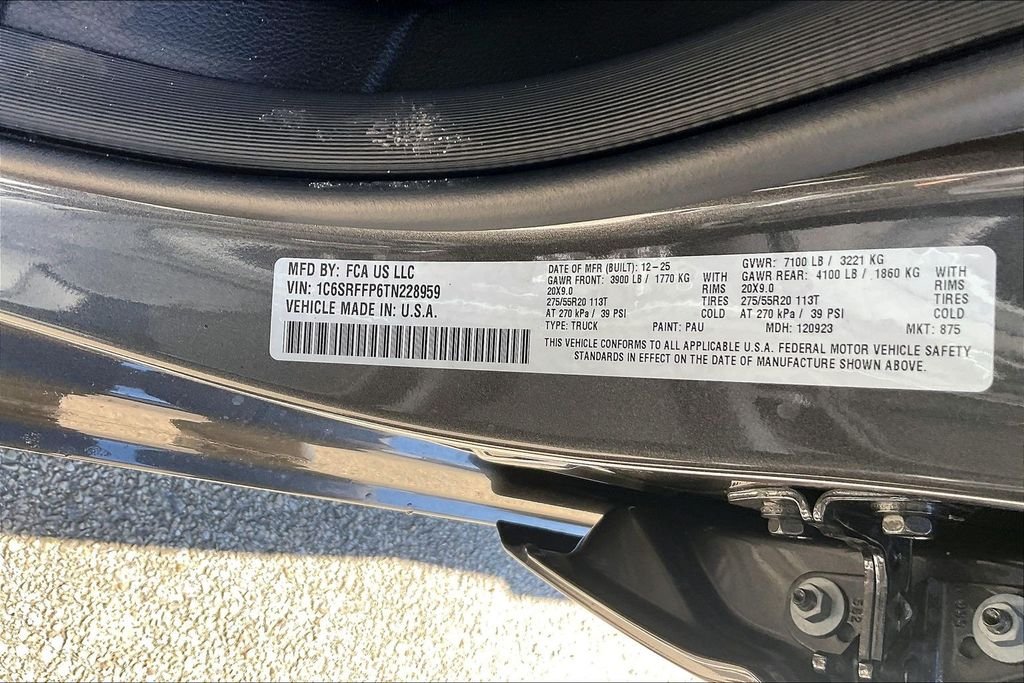 MFD BY: FCA US LLC
VIN: 1C6SRFFP6TN228959
VEHICLE MADE IN: U.S.A.
DATE OF MFR (BUILT): 12-25 GVWR: 7100 LB / 3221 KG
GAWR FRONT: 3900 LB / 1770 KG WITH GAWR REAR: 4100 LB / 1860 KG WITH
20X9.0 RIMS 20X9.0 RIMS
275/55R20 113T TIRES 275/55R20 113T TIRES
AT 270 kPa / 39 PSI COLD AT 270 kPa / 39 PSI COLD
TYPE: TRUCK PAINT: PAU MDH: 120923 MKT: 875
THIS VEHICLE CONFORMS TO ALL APPLICABLE U.S.A. FEDERAL MOTOR VEHICLE SAFETY
STANDARDS IN EFFECT ON THE DATE OF MANUFACTURE SHOWN ABOVE.